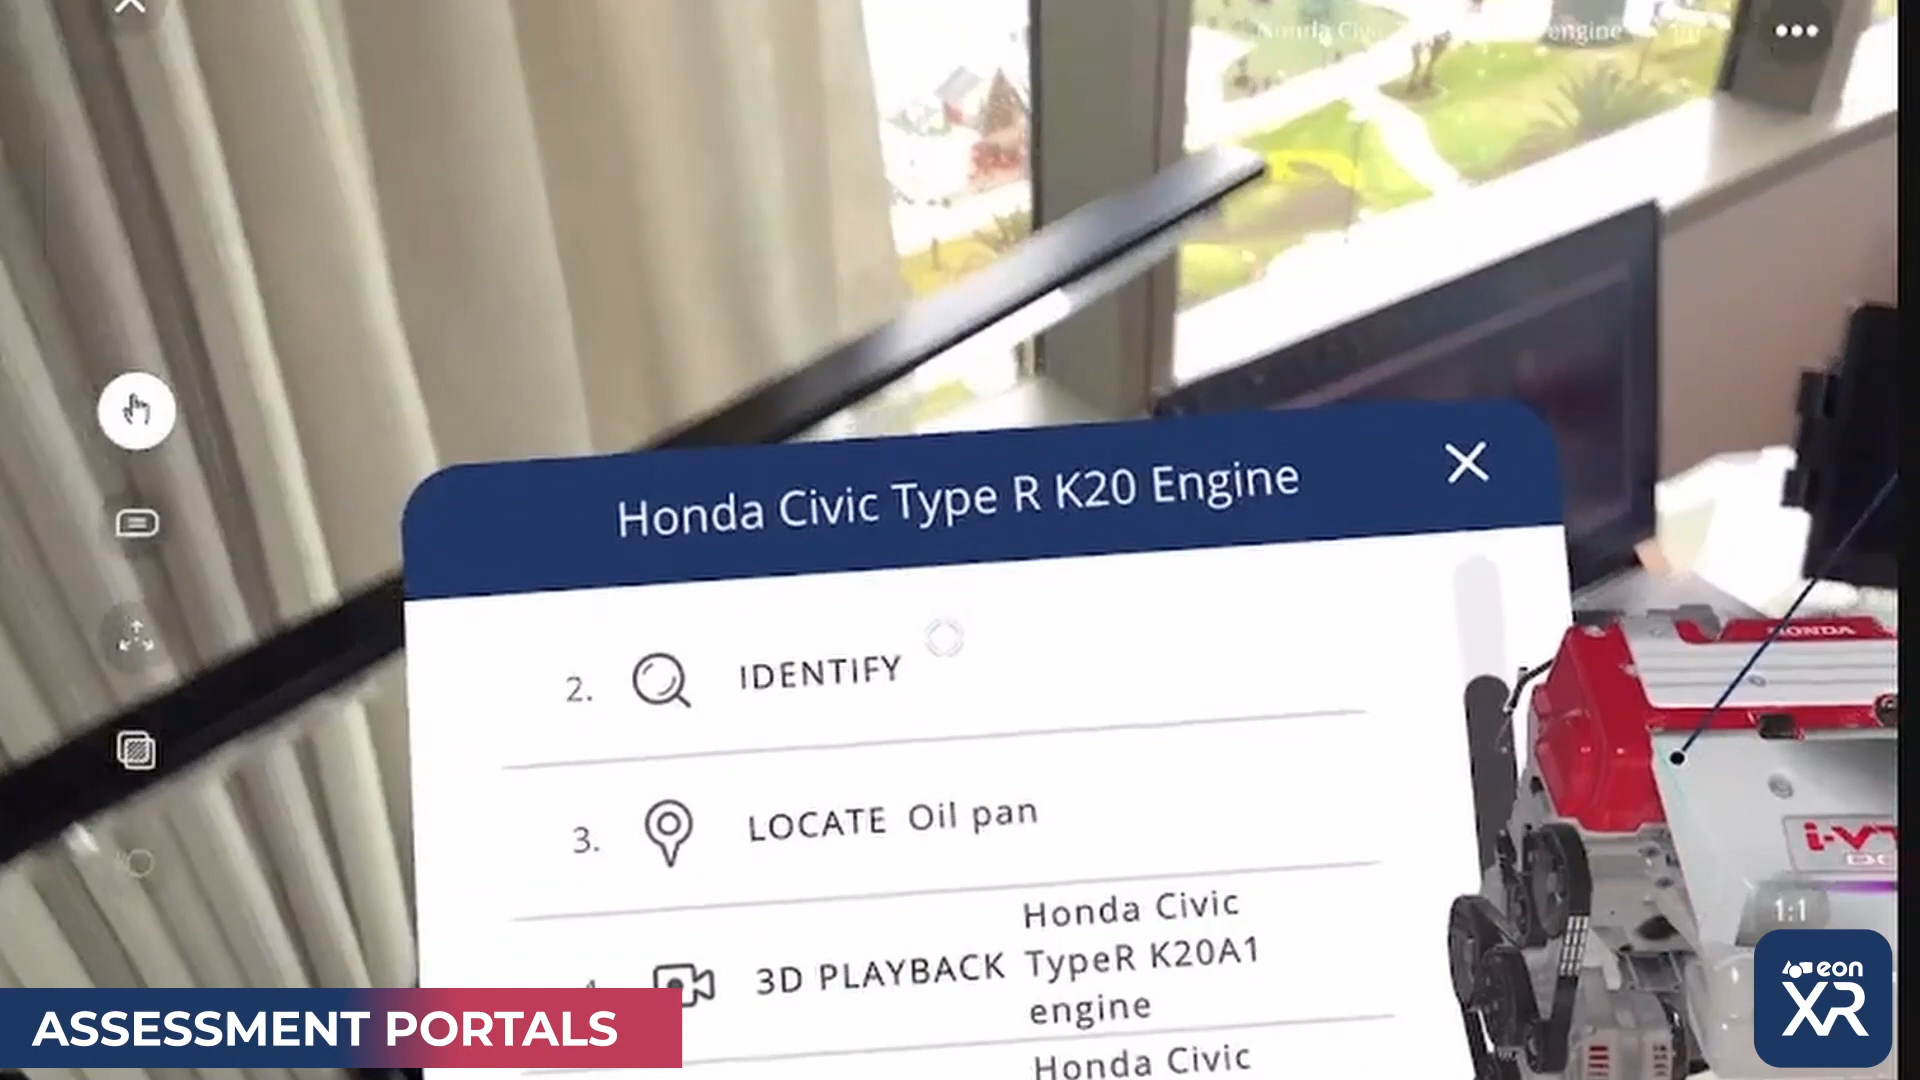 Honda Civic Type R K20 Engine
2. IDENTIFY
3. LOCATE Oil pan
4. 3D PLAYBACK Honda Civic
TypeR K20A1
engine
Honda Civic
HONDA
1:1
eon
XR
ASSESSMENT PORTALS